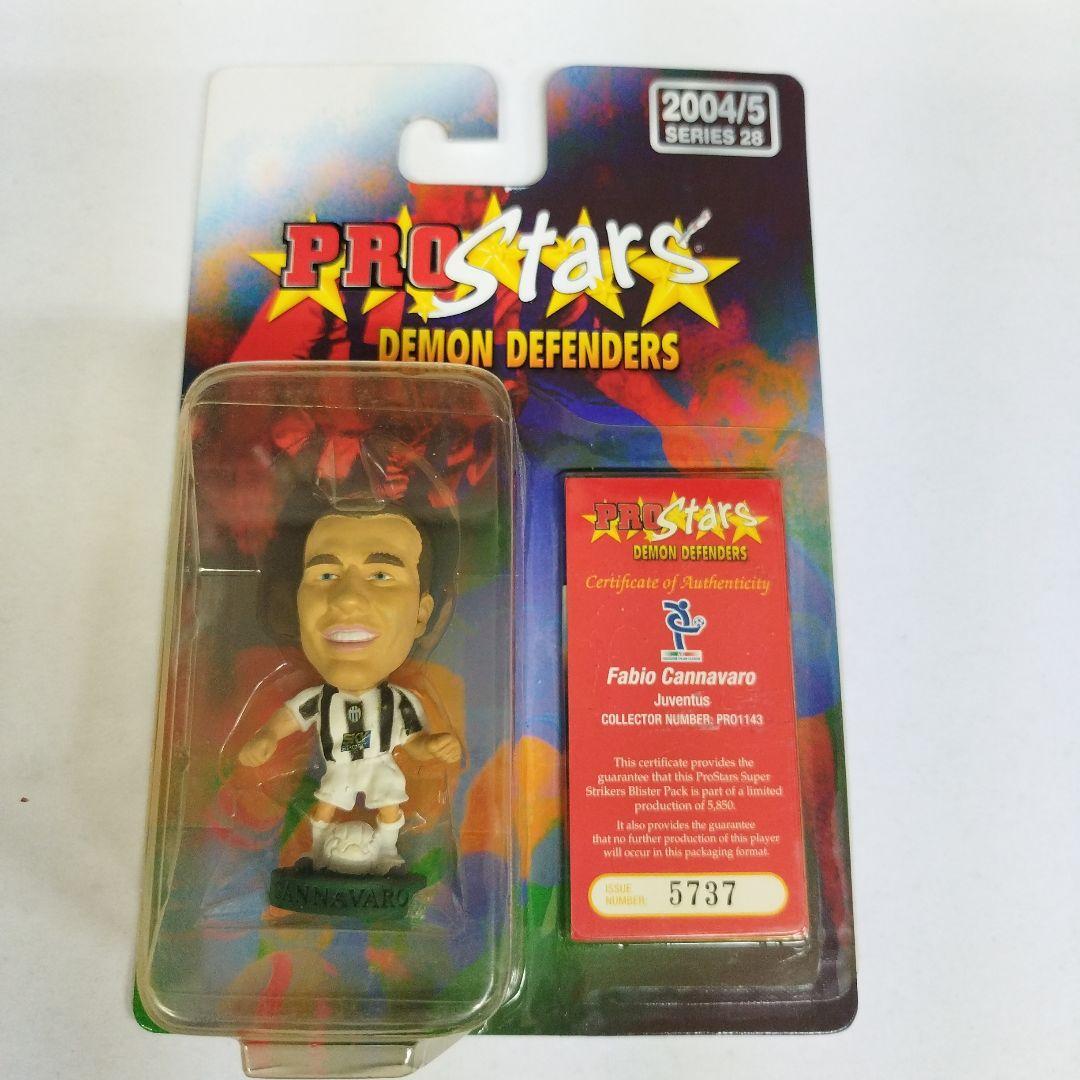 2004/5
SERIES 28
PROStars
DEMON DEFENDERS
PROStars
DEMON DEFENDERS
Certificate of Authenticity
Fabio Cannavaro
Juventus
COLLECTOR NUMBER: PRO1143
This certificate provides the
guarantee that this ProStars Super
Strikers Blister Pack is part of a limited
production of 5,850.
It also provides the guarantee
that no further production of this player
will occur in this packaging format.
ISSUE
NUMBER: 5737
CANNAVARO